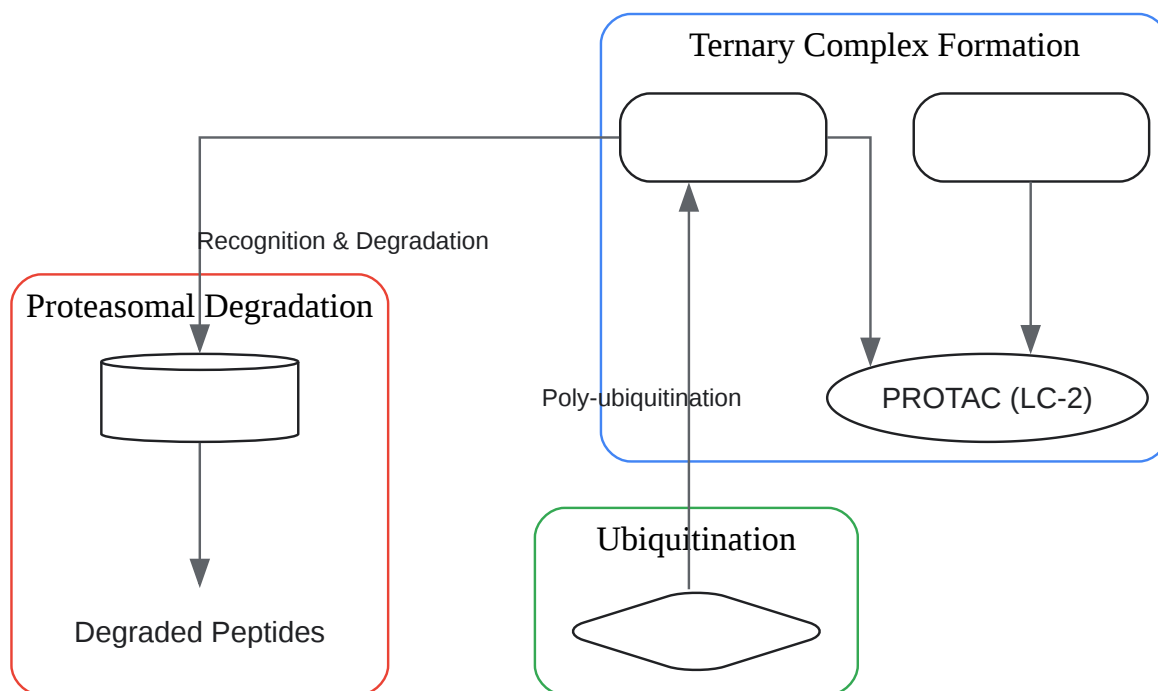 Ternary Complex Formation
Recognition & Degradation
Proteasomal Degradation
Poly-ubiquitination
PROTAC (LC-2)
Ubiquitination
Degraded Peptides